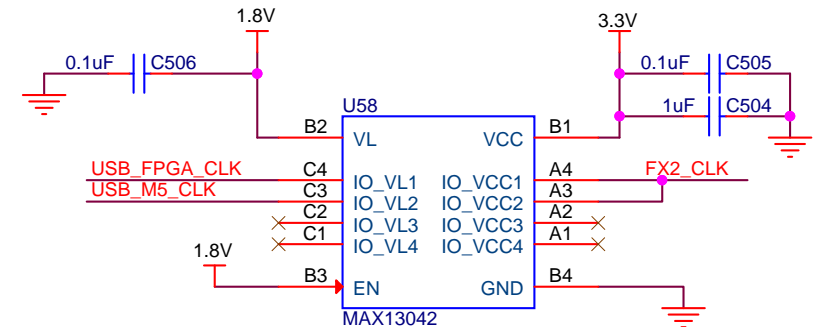 1.8V
3.3V
0.1uF C506
0.1uF C505
1uF C504
U58
B2 VL VCC B1
USB_FPGA_CLK C4 IO_VL1 IO_VCC1 A4 FX2_CLK
USB_M5_CLK C3 IO_VL2 IO_VCC2 A3
C2 IO_VL3 IO_VCC3 A2
C1 IO_VL4 IO_VCC4 A1
1.8V
B3 EN GND B4
MAX13042